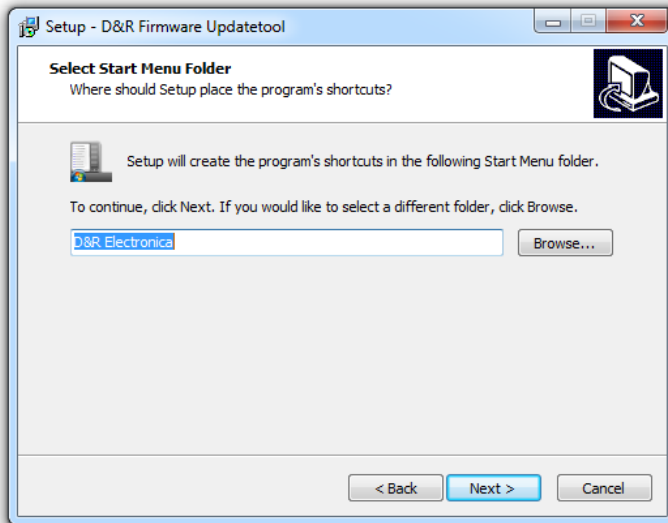 Setup - D&R Firmware Updatetool
Select Start Menu Folder
Where should Setup place the program's shortcuts?
Setup will create the program's shortcuts in the following Start Menu folder.
To continue, click Next. If you would like to select a different folder, click Browse.
D&R Electronica
Browse...
< Back
Next >
Cancel